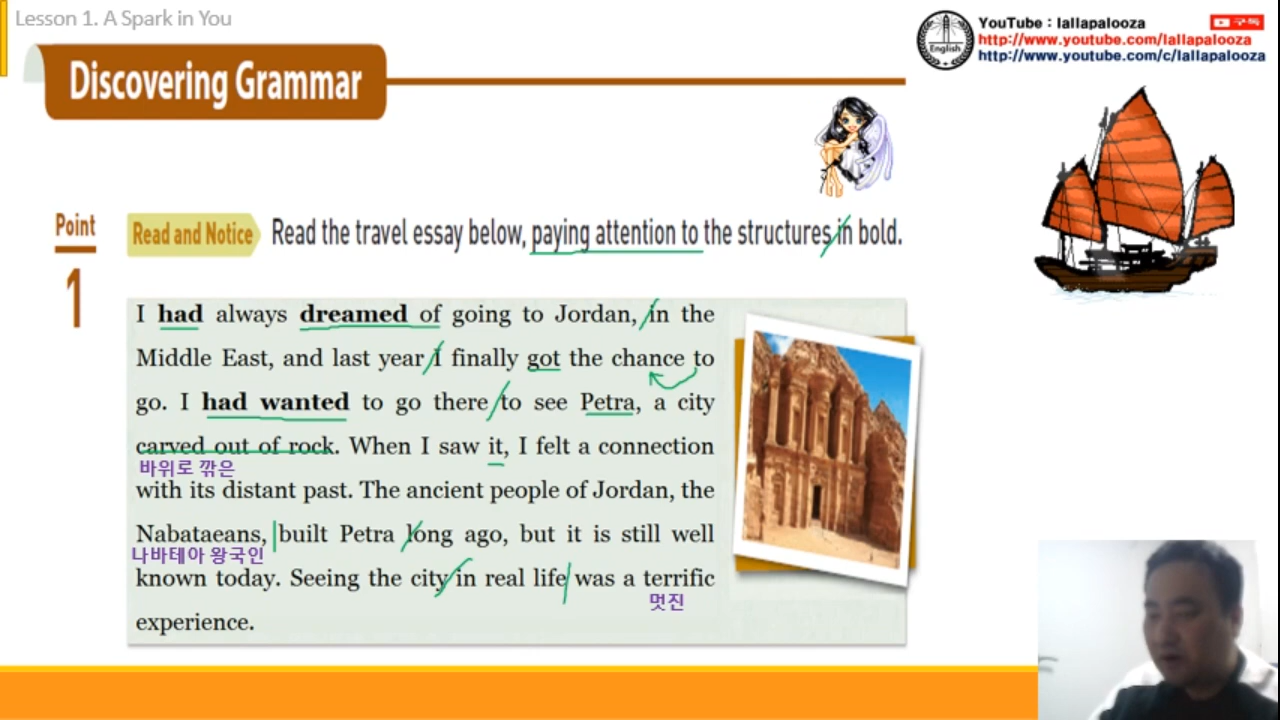 Lesson 1. A Spark in You
English
YouTube : lallapalooza
구독
http://www.youtube.com/lallapalooza
http://www.youtube.com/c/lallapalooza
Discovering Grammar
Point
1
Read and Notice
Read the travel essay below, paying attention to the structures in bold.
I had always dreamed of going to Jordan, in the
Middle East, and last year I finally got the chance to
go. I had wanted to go there to see Petra, a city
carved out of rock. When I saw it, I felt a connection
바위로 깎은
with its distant past. The ancient people of Jordan, the
Nabataeans, built Petra long ago, but it is still well
나바테아 왕국인
known today. Seeing the city in real life was a terrific
멋진
experience.